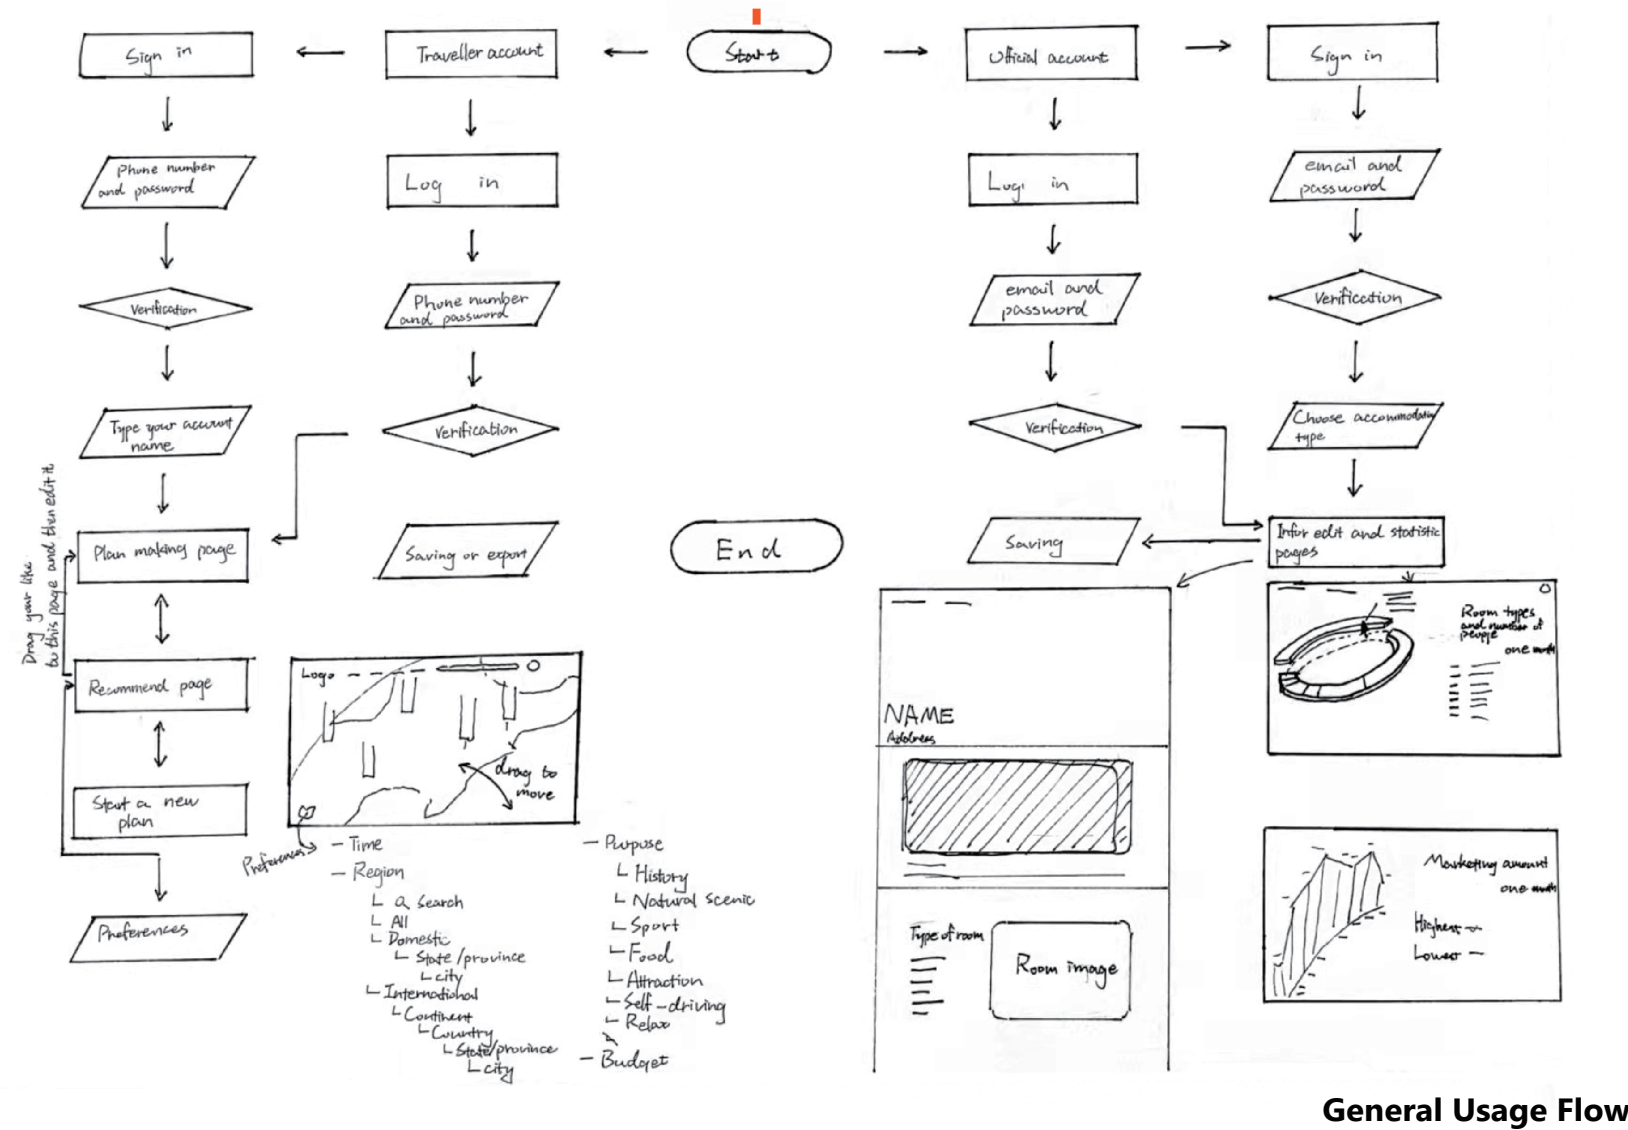 Sign in
Traveller account
Start
Official account
Sign in
Phone number
and password
Log in
Log in
email and
password
Verification
Phone number
and password
email and
password
Verification
Type your account
name
Verification
Verification
Choose accommodation
type
Drag your like
to this page and then edit it
Plan making page
Saving or export
End
Saving
Infor edit and statistic
pages
Recommend page
Start a new
plan
Preferences
Logo
drag to
move
Preferences
- Time
- Region
Search
All
Domestic
State/province
city
International
Continent
Country
State/province
city
- Purpose
History
Natural scenic
Sport
Food
Attraction
Self-driving
Relax
- Budget
NAME
Address
Type of room
Room image
Room types
and number of
people
one month
Marketing amount
one month
Highest
Lowest
General Usage Flow